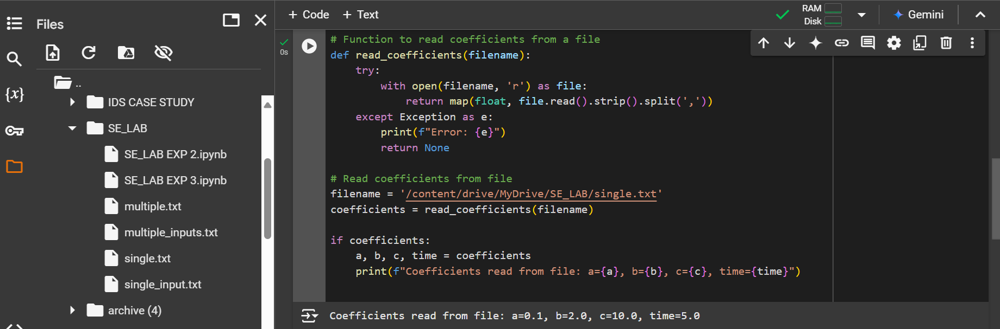 Files
..
IDS CASE STUDY
SE_LAB
SE_LAB EXP 2.ipynb
SE_LAB EXP 3.ipynb
multiple.txt
multiple_inputs.txt
single.txt
single_input.txt
archive (4)
{x}
+ Code + Text
RAM
Disk
Gemini
0s
# Function to read coefficients from a file
def read_coefficients(filename):
    try:
        with open(filename, 'r') as file:
            return map(float, file.read().strip().split(','))
    except Exception as e:
        print(f"Error: {e}")
        return None
# Read coefficients from file
filename = '/content/drive/MyDrive/SE_LAB/single.txt'
coefficients = read_coefficients(filename)
if coefficients:
    a, b, c, time = coefficients
    print(f"Coefficients read from file: a={a}, b={b}, c={c}, time={time}")
Coefficients read from file: a=0.1, b=2.0, c=10.0, time=5.0